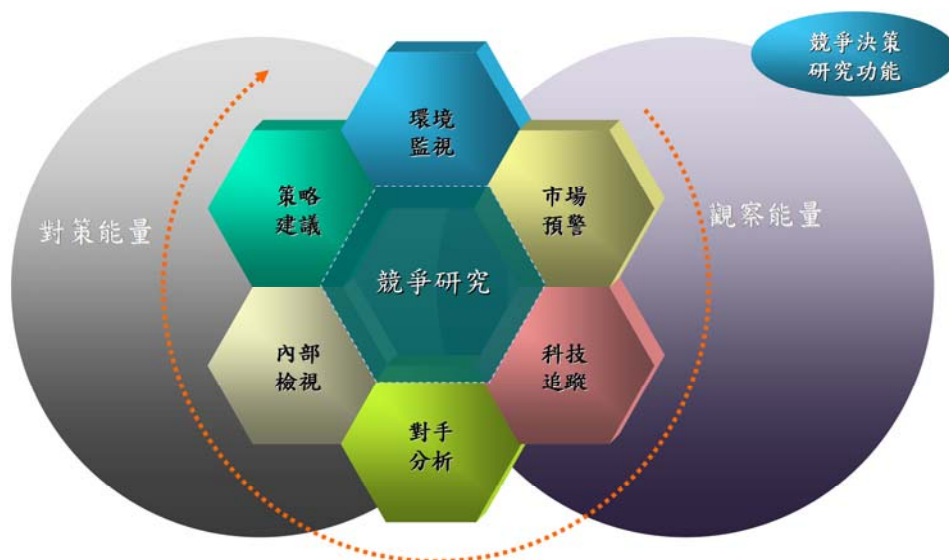 競爭決策
研究功能
環境
監視
策略
建議
市場
預警
對策能量
觀察能量
競爭研究
內部
檢視
科技
追蹤
對手
分析